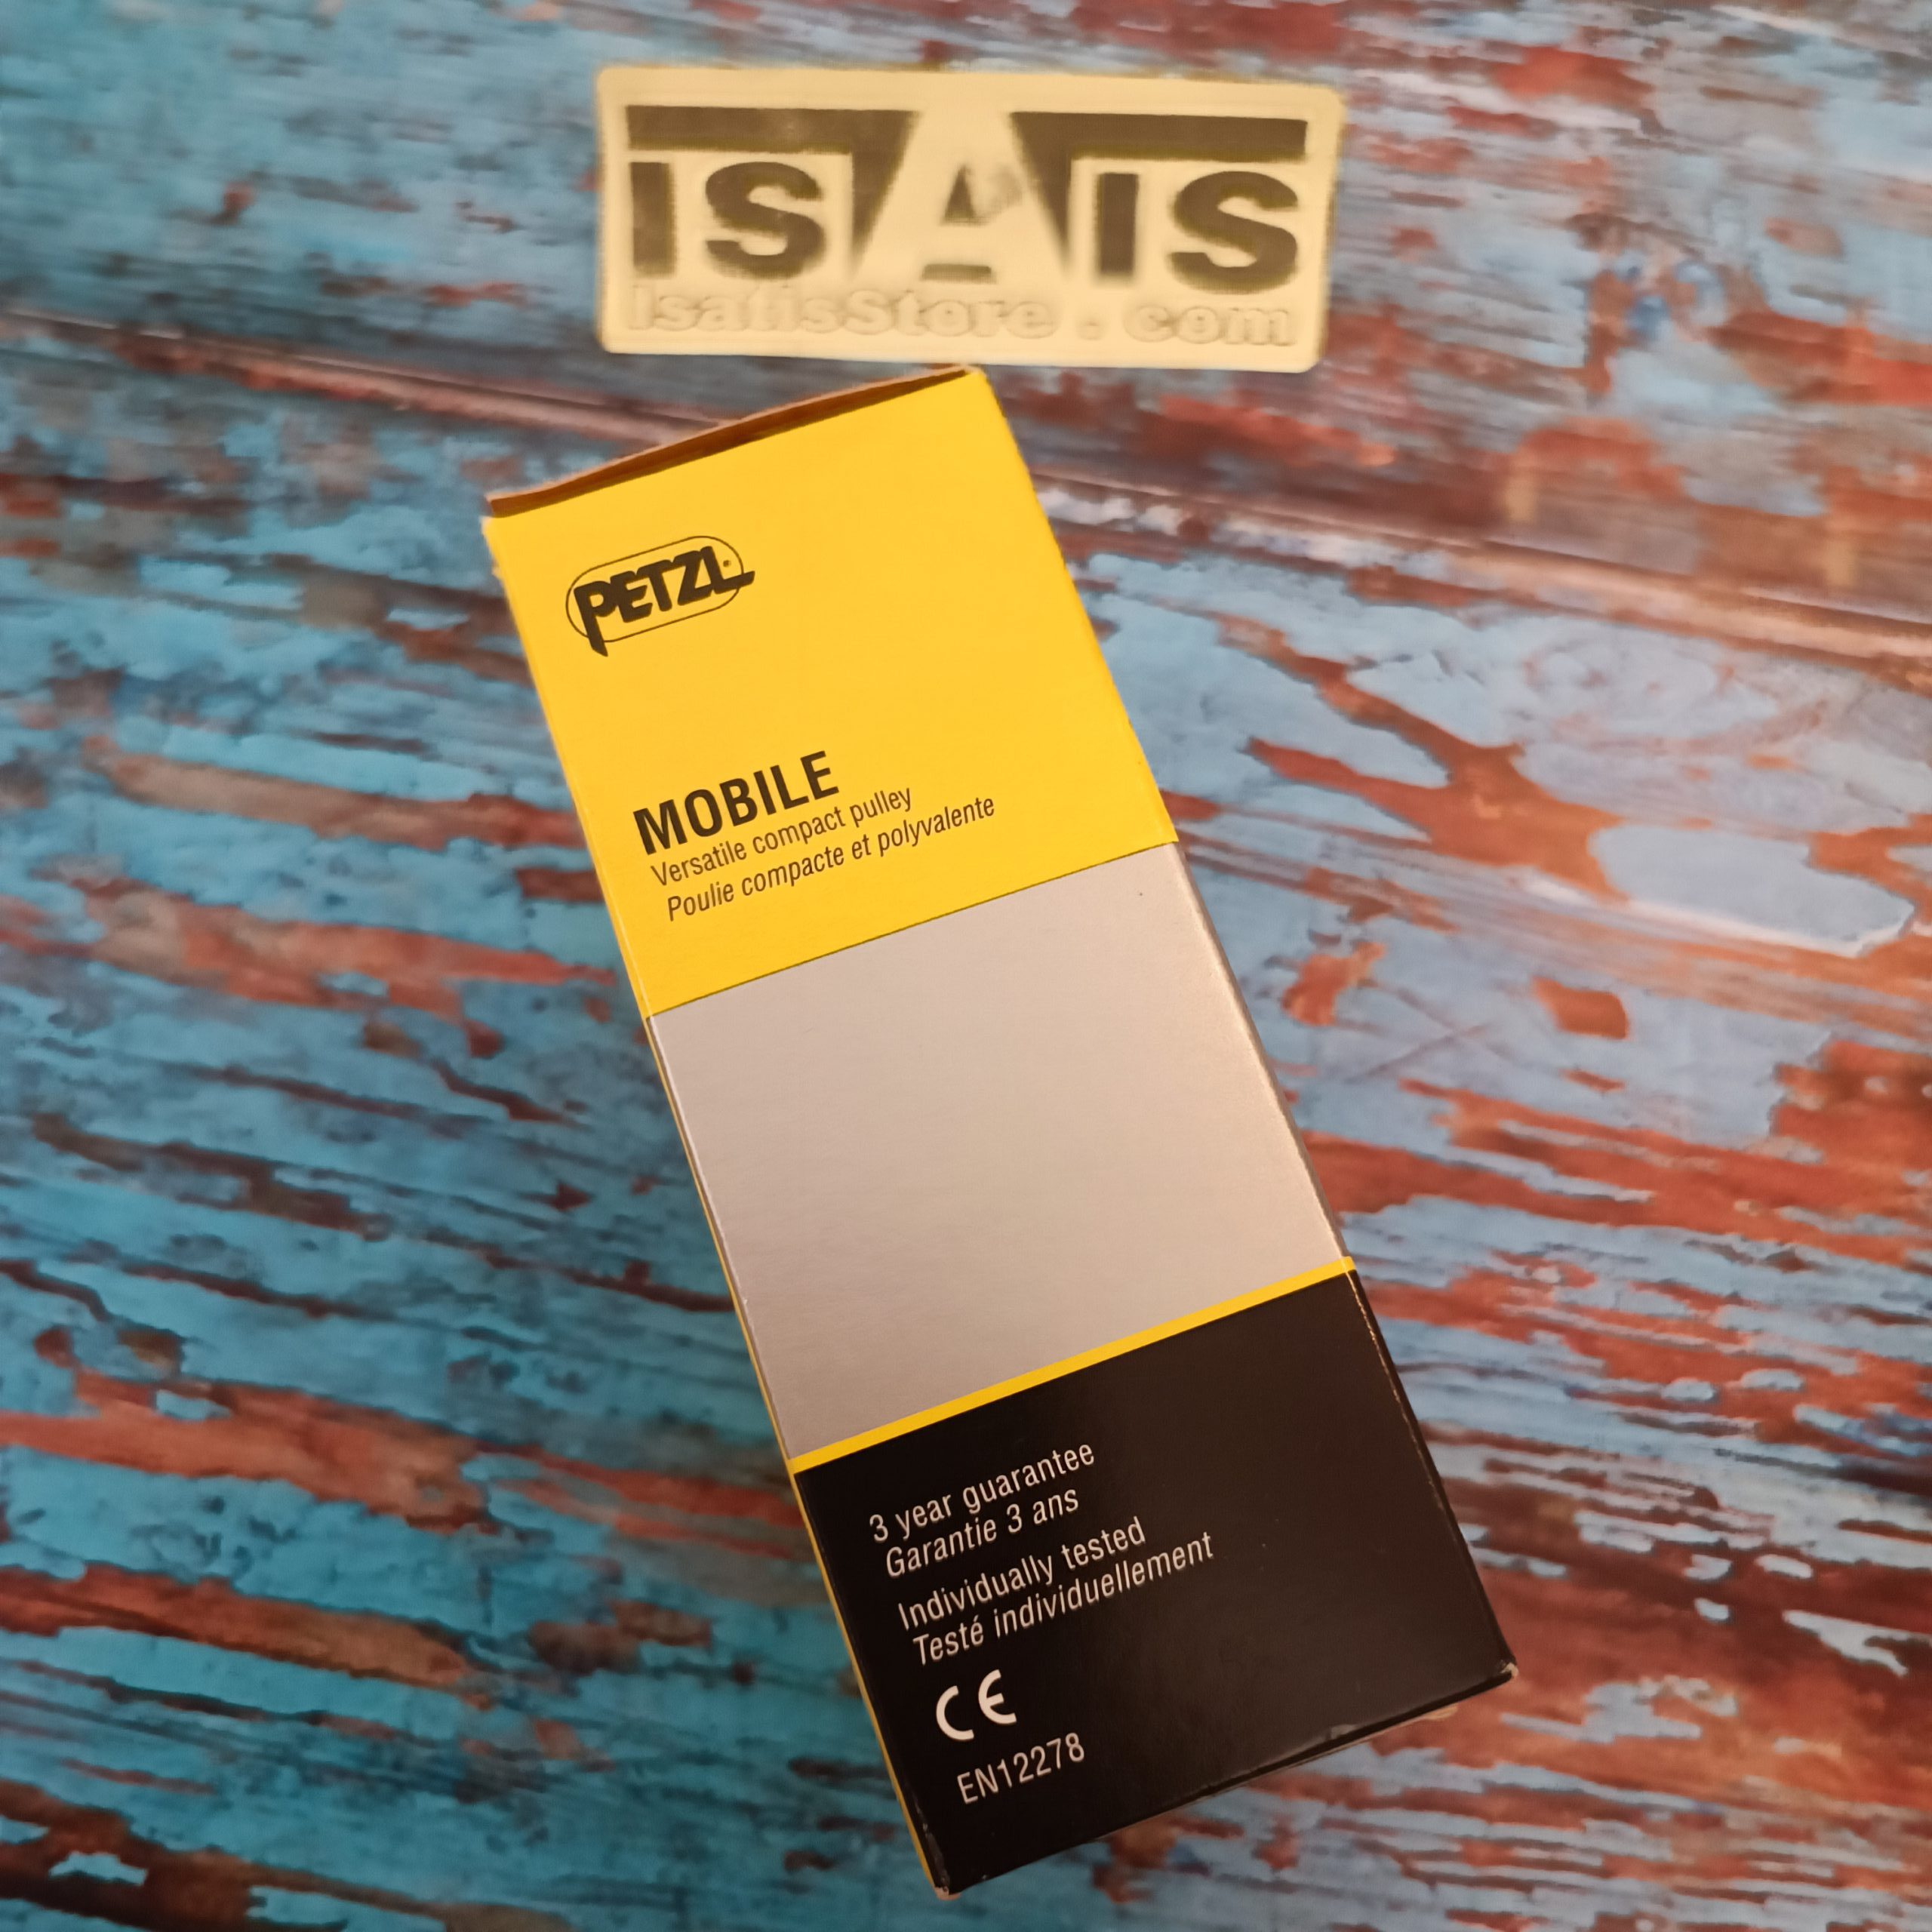 ISATIS
IsatisStore.com
PETZL
MOBILE
Versatile compact pulley
Poulie compacte et polyvalente
3 year guarantee
Garantie 3 ans
Individually tested
Testé individuellement
CE
EN12278